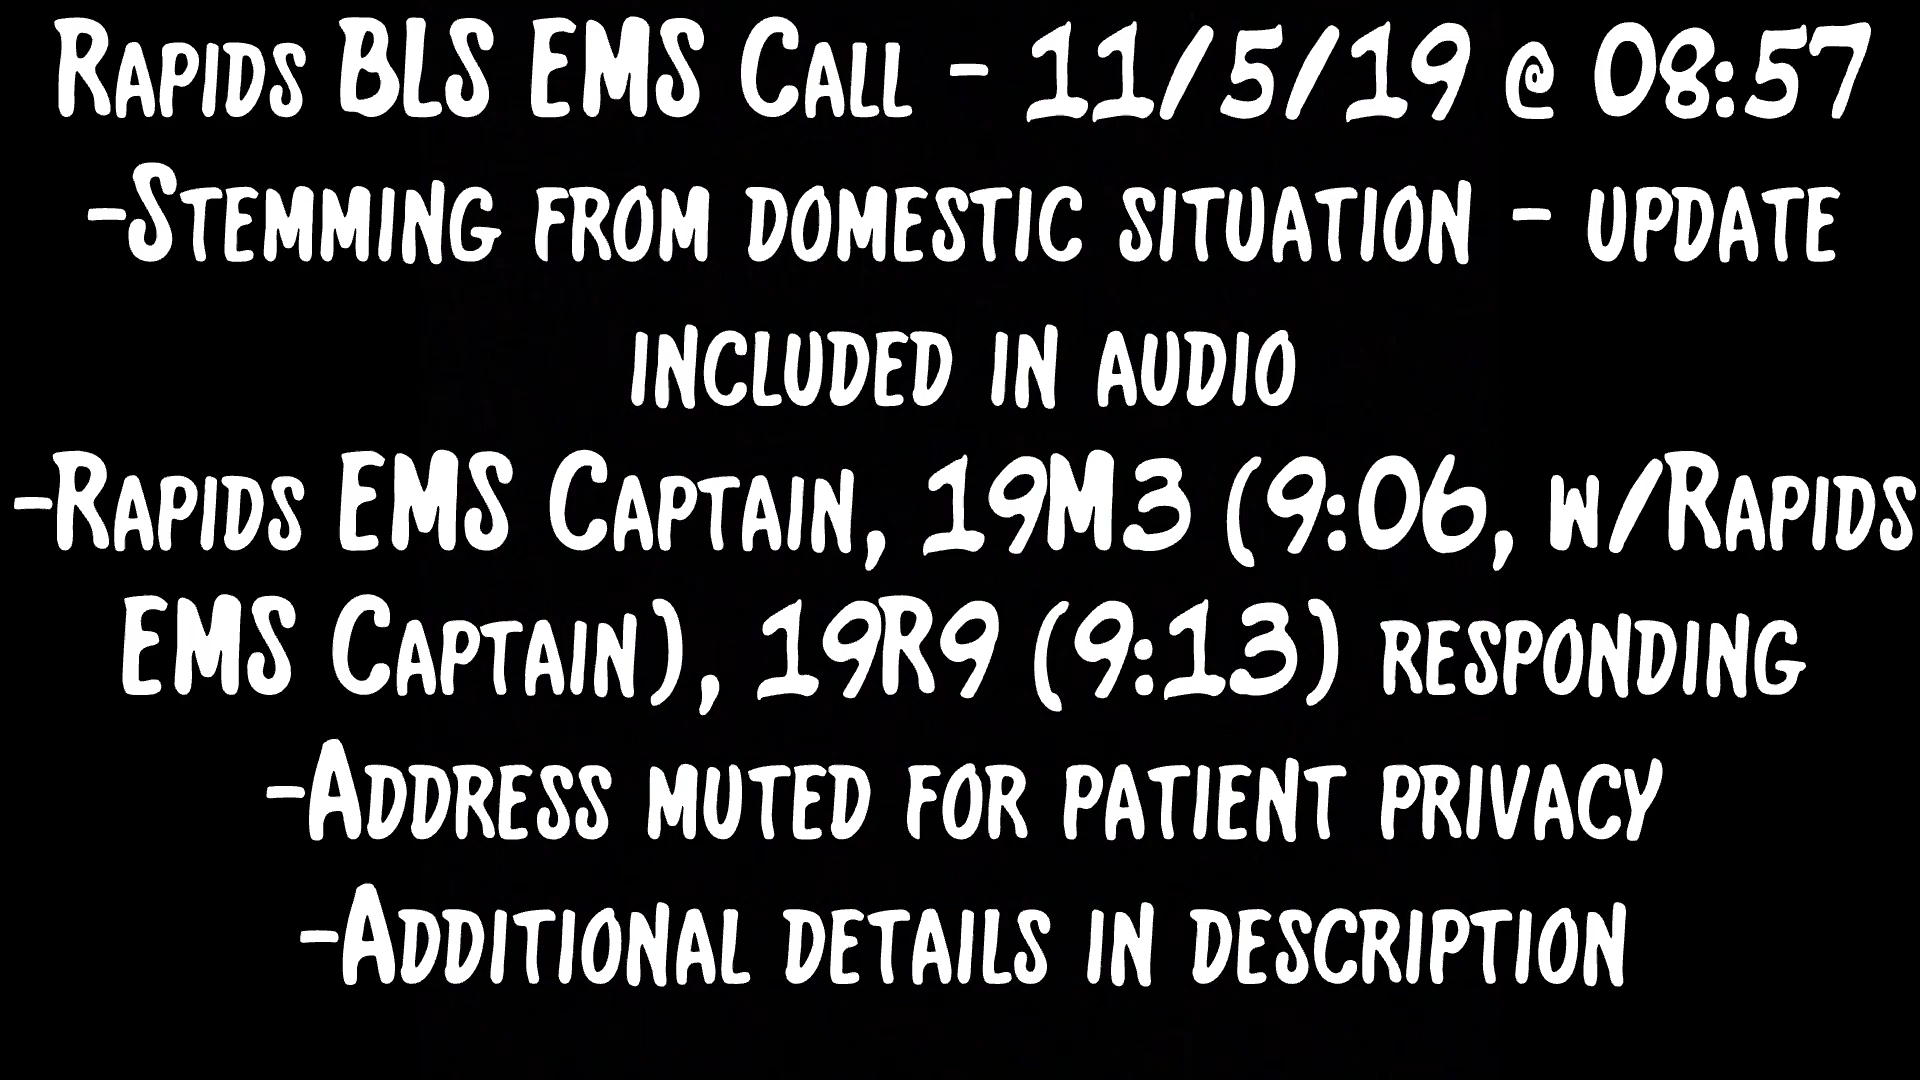 Rapids BLS EMS Call - 11/5/19 @ 08:57
-Stemming from domestic situation - update
included in audio
-Rapids EMS Captain, 19M3 (9:06, w/Rapids
EMS Captain), 19R9 (9:13) responding
-Address muted for patient privacy
-Additional details in description